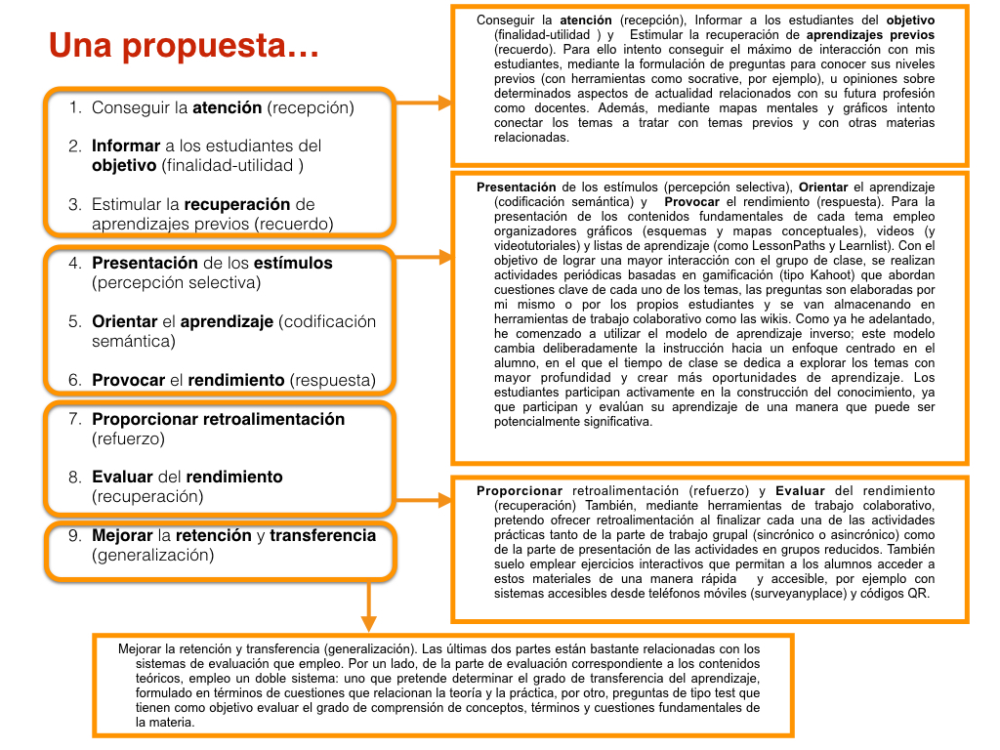 Una propuesta…
1. Conseguir la atención (recepción)
2. Informar a los estudiantes del
objetivo (finalidad-utilidad )
3. Estimular la recuperación de
aprendizajes previos (recuerdo)
4. Presentación de los estímulos
(percepción selectiva)
5. Orientar el aprendizaje (codificación
semántica)
6. Provocar el rendimiento (respuesta)
7. Proporcionar retroalimentación
(refuerzo)
8. Evaluar del rendimiento
(recuperación)
9. Mejorar la retención y transferencia
(generalización)
Conseguir la atención (recepción), Informar a los estudiantes del objetivo
(finalidad-utilidad ) y Estimular la recuperación de aprendizajes previos
(recuerdo). Para ello intento conseguir el máximo de interacción con mis
estudiantes, mediante la formulación de preguntas para conocer sus niveles
previos (con herramientas como socrative, por ejemplo), u opiniones sobre
determinados aspectos de actualidad relacionados con su futura profesión
como docentes. Además, mediante mapas mentales y gráficos intento
conectar los temas a tratar con temas previos y con otras materias
relacionadas.
Presentación de los estímulos (percepción selectiva), Orientar el aprendizaje
(codificación semántica) y Provocar el rendimiento (respuesta). Para la
presentación de los contenidos fundamentales de cada tema empleo
organizadores gráficos (esquemas y mapas conceptuales), videos (y
videotutoriales) y listas de aprendizaje (como LessonPaths y Learnlist). Con el
objetivo de lograr una mayor interacción con el grupo de clase, se realizan
actividades periódicas basadas en gamificación (tipo Kahoot) que abordan
cuestiones clave de cada uno de los temas, las preguntas son elaboradas por
mi mismo o por los propios estudiantes y se van almacenando en
herramientas de trabajo colaborativo como las wikis. Como ya he adelantado,
he comenzado a utilizar el modelo de aprendizaje inverso; este modelo
cambia deliberadamente la instrucción hacia un enfoque centrado en el
alumno, en el que el tiempo de clase se dedica a explorar los temas con
mayor profundidad y crear más oportunidades de aprendizaje. Los
estudiantes participan activamente en la construcción del conocimiento, ya
que participan y evalúan su aprendizaje de una manera que puede ser
potencialmente significativa.
Proporcionar retroalimentación (refuerzo) y Evaluar del rendimiento
(recuperación) También, mediante herramientas de trabajo colaborativo,
pretendo ofrecer retroalimentación al finalizar cada una de las actividades
prácticas tanto de la parte de trabajo grupal (sincrónico o asincrónico) como
de la parte de presentación de las actividades en grupos reducidos. También
suelo emplear ejercicios interactivos que permitan a los alumnos acceder a
estos materiales de una manera rápida y accesible, por ejemplo con
sistemas accesibles desde teléfonos móviles (surveyanyplace) y códigos QR.
Mejorar la retención y transferencia (generalización). Las últimas dos partes están bastante relacionadas con los
sistemas de evaluación que empleo. Por un lado, de la parte de evaluación correspondiente a los contenidos
teóricos, empleo un doble sistema: uno que pretende determinar el grado de transferencia del aprendizaje,
formulado en términos de cuestiones que relacionan la teoría y la práctica, por otro, preguntas de tipo test que
tienen como objetivo evaluar el grado de comprensión de conceptos, términos y cuestiones fundamentales de
la materia.